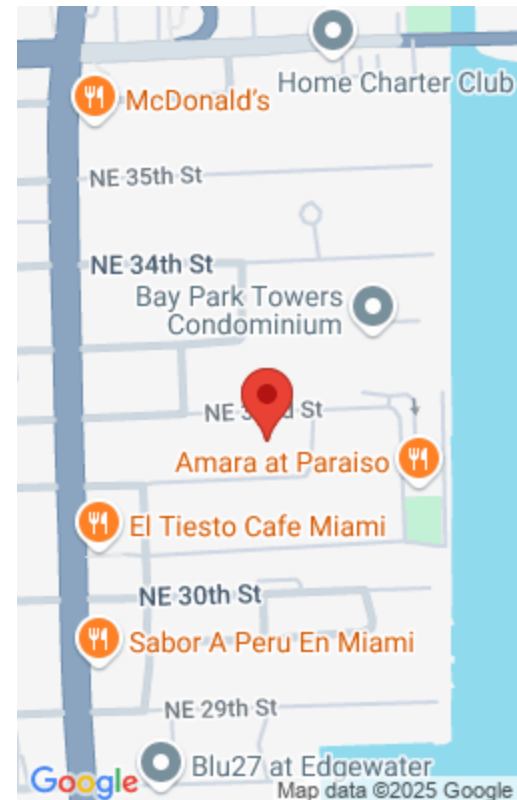 Home Charter Club
McDonald's
NE 35th St
NE 34th St
Bay Park Towers
Condominium
NE d St
Amara at Paraiso
El Tiesto Cafe Miami
NE 30th St
Sabor A Peru En Miami
NE 29th St
Blu27 at Edgewater
Google
Map data ©2025 Google